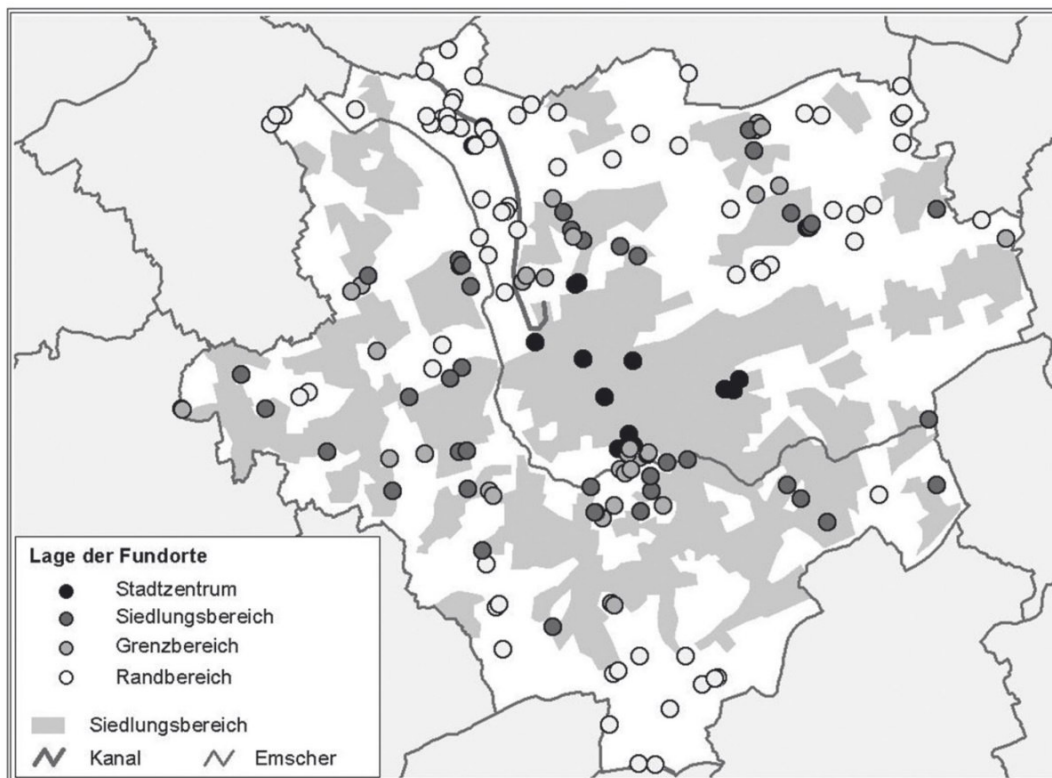 Lage der Fundorte
Stadtzentrum
Siedlungsbereich
Grenzbereich
Randbereich
Siedlungsbereich
Kanal Emscher